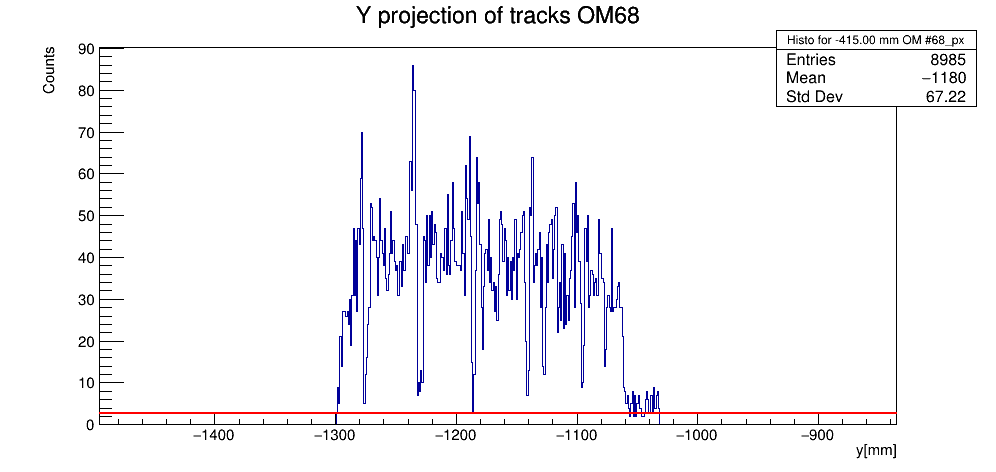 Y projection of tracks OM68
Histo for -415.00 mm OM #68_px
Entries 8985
Mean −1180
Std Dev 67.22
Counts
90
80
70
60
50
40
30
20
10
0
−1400 −1300 −1200 −1100 −1000 −900
y[mm]